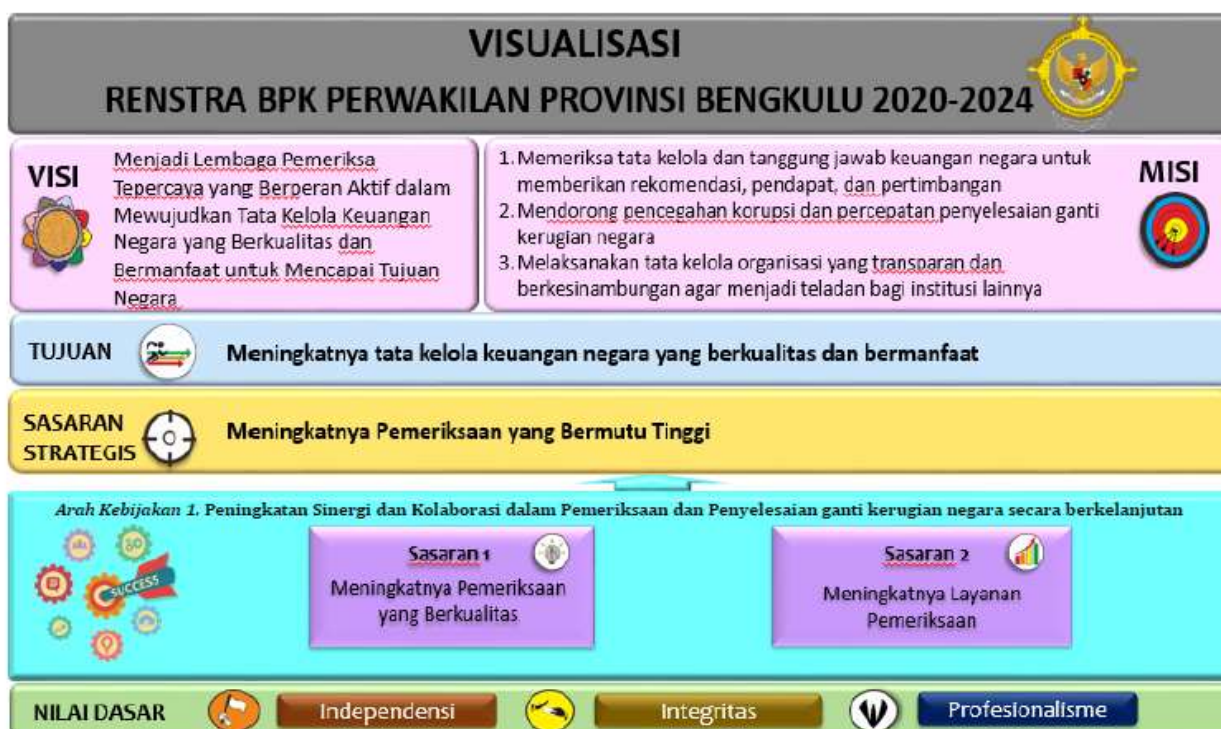 VISUALISASI
RENSTRA BPK PERWAKILAN PROVINSI BENGKULU 2020-2024
VISI
Menjadi Lembaga Pemeriksa
Tepercaya yang Berperan Aktif dalam
Mewujudkan Tata Kelola Keuangan
Negara yang Berkualitas dan
Bermanfaat untuk Mencapai Tujuan
Negara
1. Memeriksa tata kelola dan tanggung jawab keuangan negara untuk
memberikan rekomendasi, pendapat, dan pertimbangan
2. Mendorong pencegahan korupsi dan percepatan penyelesaian ganti
kerugian negara
3. Melaksanakan tata kelola organisasi yang transparan dan
berkesinambungan agar menjadi teladan bagi institusi lainnya
MISI
TUJUAN
Meningkatnya tata kelola keuangan negara yang berkualitas dan bermanfaat
SASARAN
STRATEGIS
Meningkatnya Pemeriksaan yang Bermutu Tinggi
Arah Kebijakan 1. Peningkatan Sinergi dan Kolaborasi dalam Pemeriksaan dan Penyelesaian ganti kerugian negara secara berkelanjutan
SUCCESS
Sasaran 1
Meningkatnya Pemeriksaan
yang Berkualitas
Sasaran 2
Meningkatnya Layanan
Pemeriksaan
NILAI DASAR
Independensi
Integritas
Profesionalisme